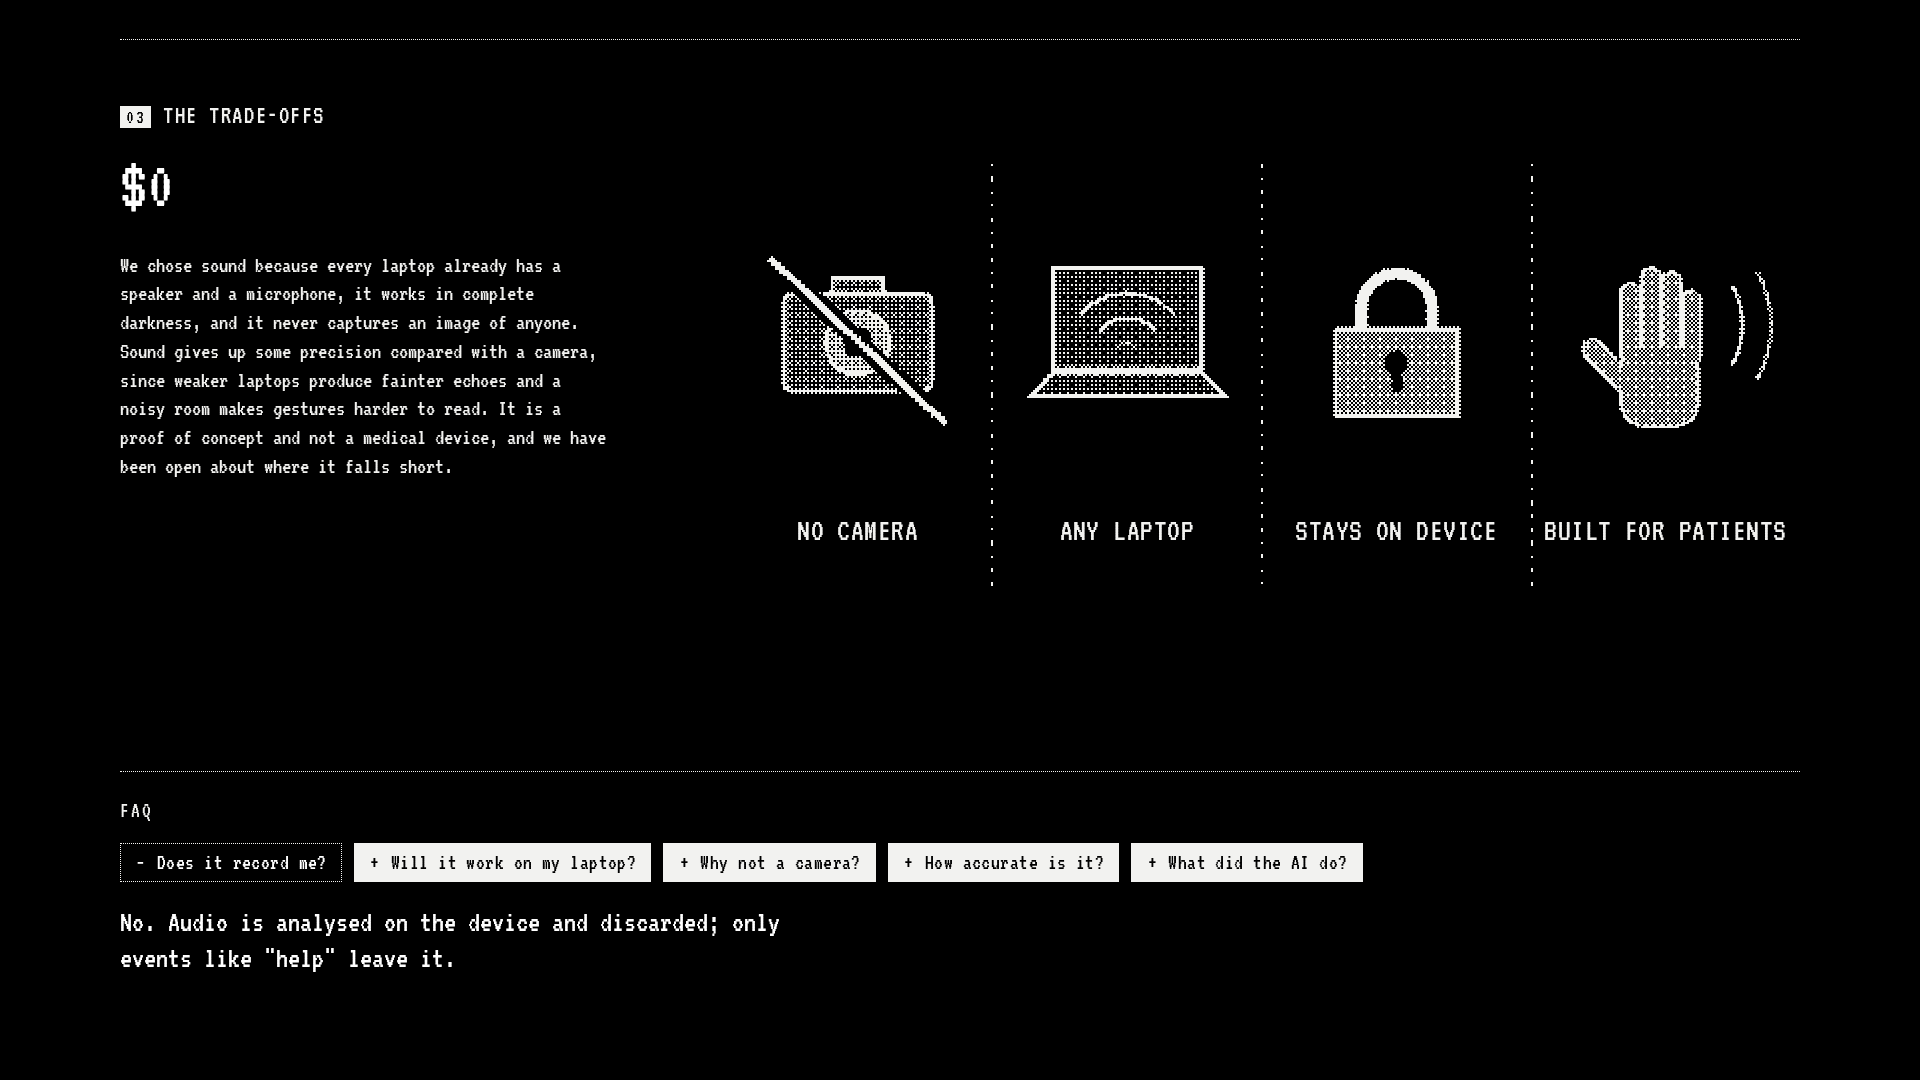 03 THE TRADE-OFFS
$0
We chose sound because every laptop already has a
speaker and a microphone, it works in complete
darkness, and it never captures an image of anyone.
Sound gives up some precision compared with a camera,
since weaker laptops produce fainter echoes and a
noisy room makes gestures harder to read. It is a
proof of concept and not a medical device, and we have
been open about where it falls short.
NO CAMERA
ANY LAPTOP
STAYS ON DEVICE
BUILT FOR PATIENTS
FAQ
- Does it record me?
+ Will it work on my laptop?
+ Why not a camera?
+ How accurate is it?
+ What did the AI do?
No. Audio is analysed on the device and discarded; only
events like "help" leave it.